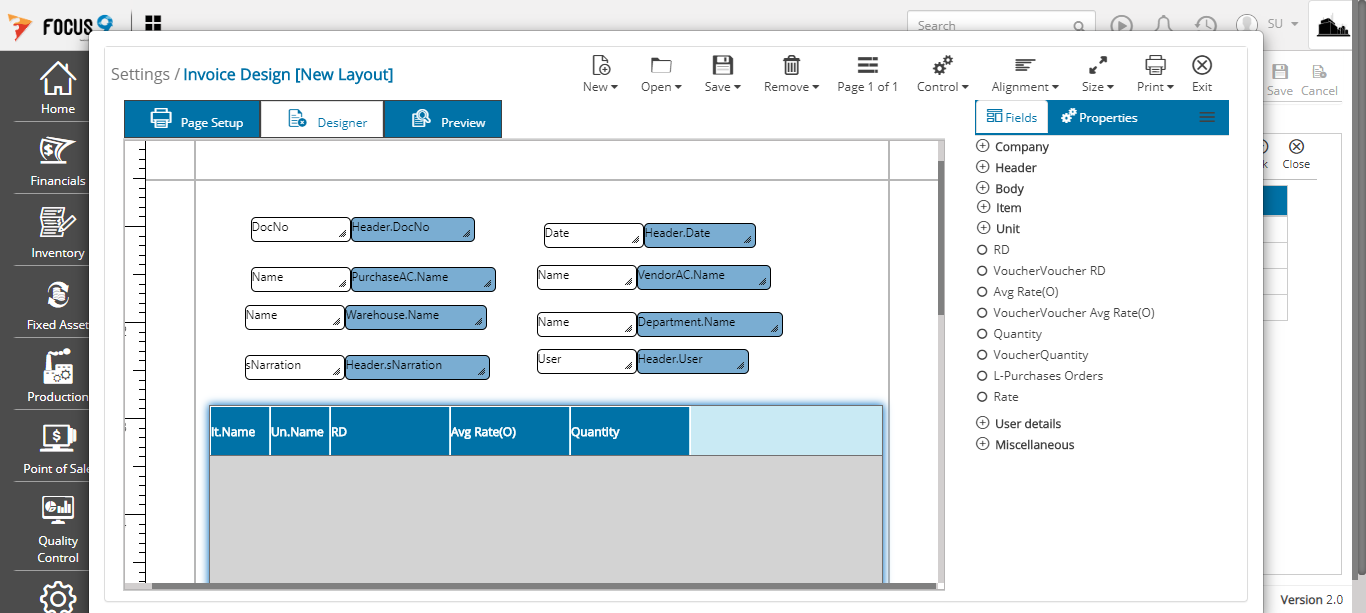 FOCUS 9
Search
SU
Home
Financials
Inventory
Fixed Asset
Production
Point of Sale
Quality
Control
Settings / Invoice Design [New Layout]
New
Open
Save
Remove
Page 1 of 1
Control
Alignment
Size
Print
Exit
Save
Cancel
Page Setup
Designer
Preview
Fields
Properties
k
Close
DocNo
Header.DocNo
Date
Header.Date
Name
PurchaseAC.Name
Name
VendorAC.Name
Name
Warehouse.Name
Name
Department.Name
sNarration
Header.sNarration
User
Header.User
It.Name
Un.Name
RD
Avg Rate(O)
Quantity
Company
Header
Body
Item
Unit
RD
VoucherVoucher RD
Avg Rate(O)
VoucherVoucher Avg Rate(O)
Quantity
VoucherQuantity
L-Purchases Orders
Rate
User details
Miscellaneous
Version 2.0